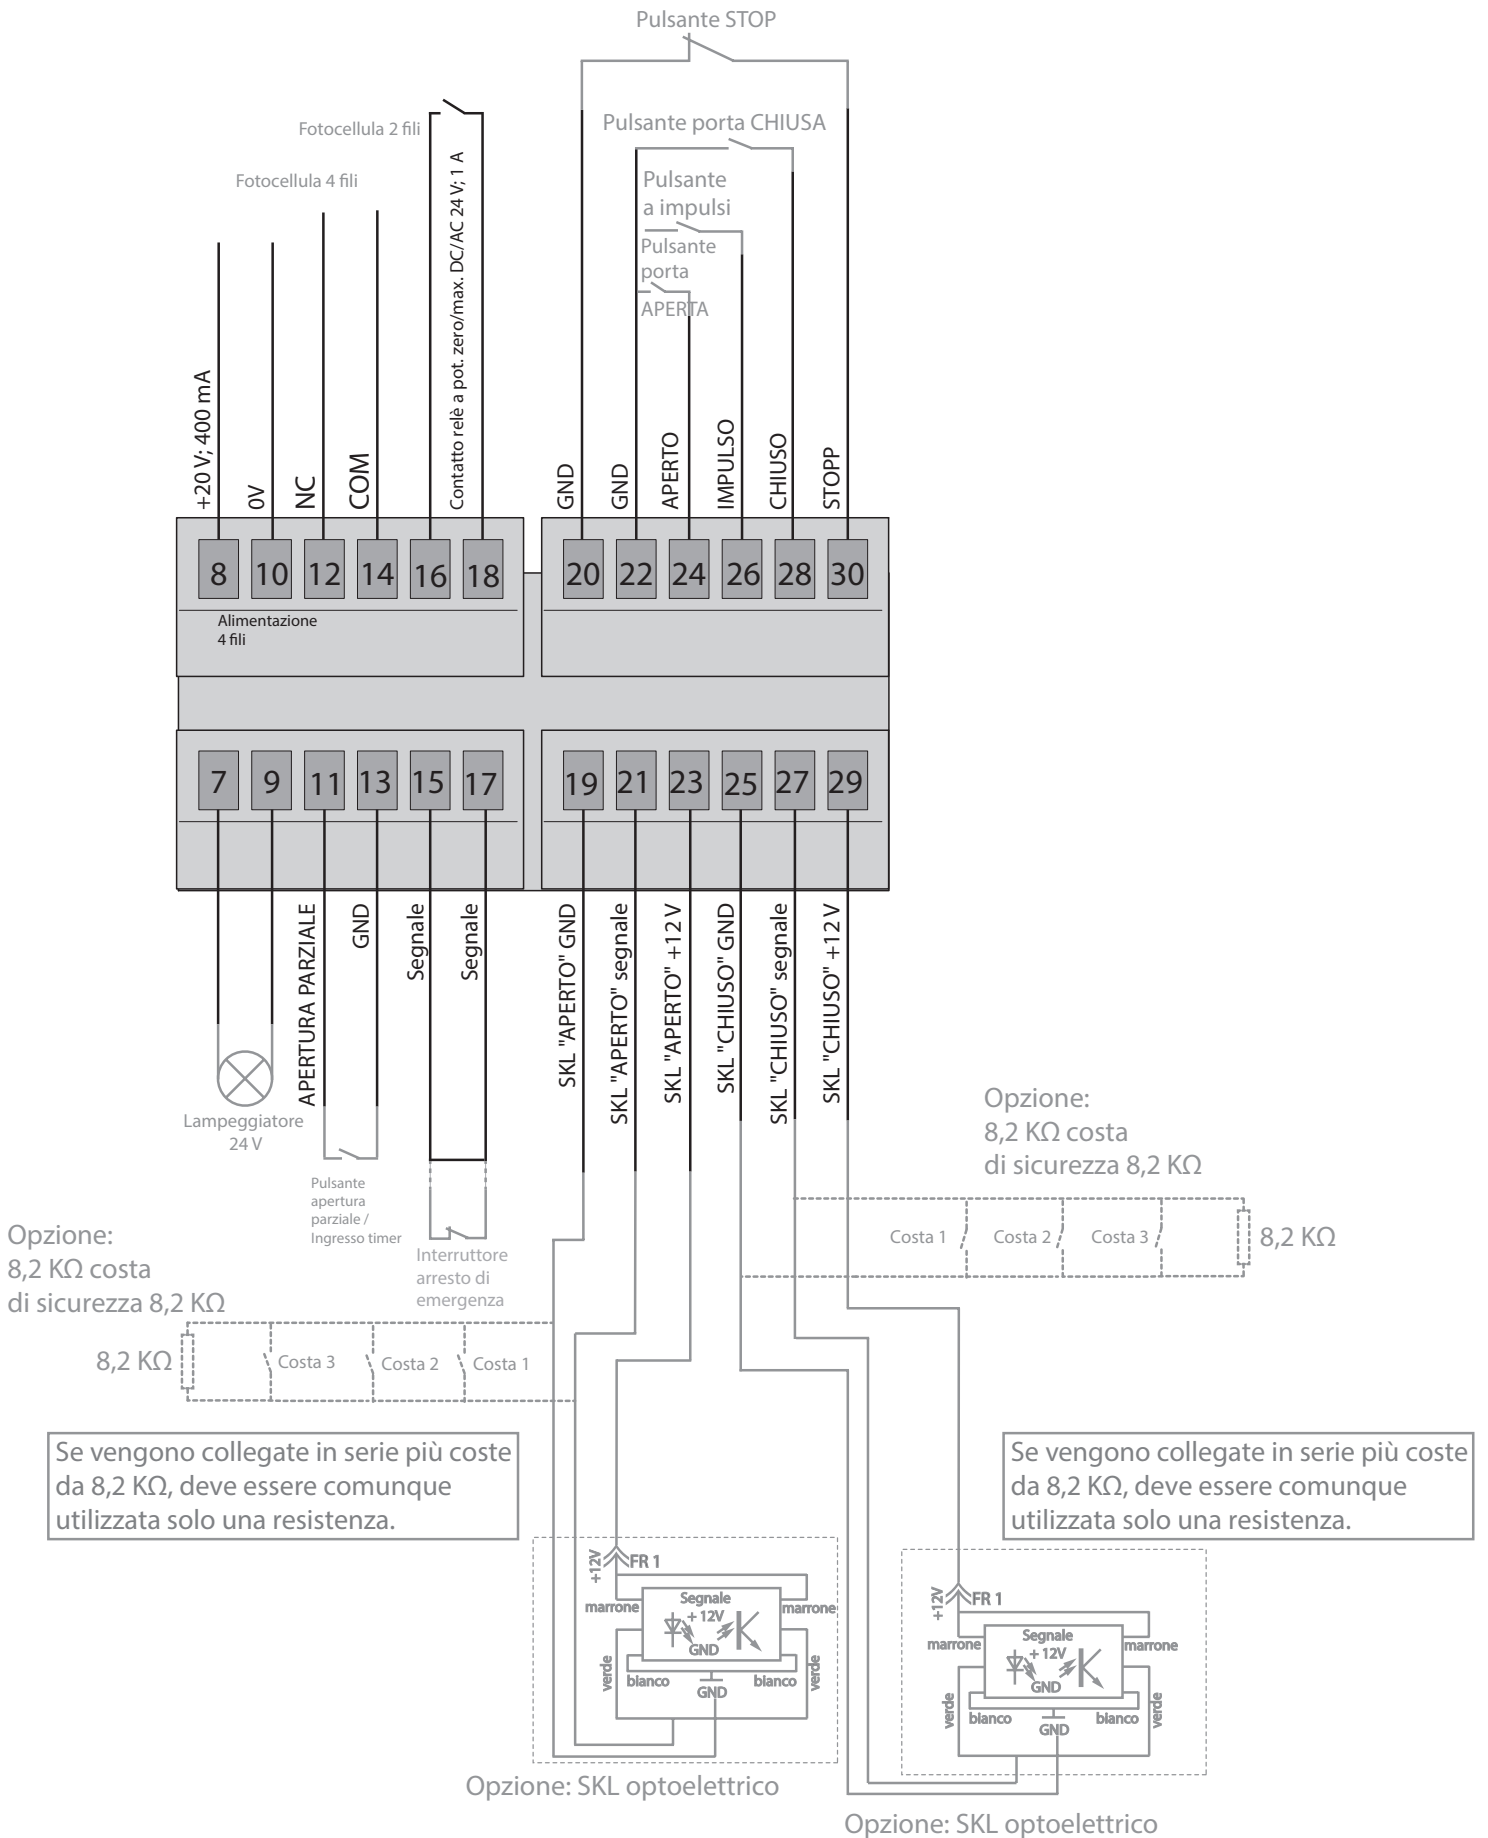 Pulsante STOP
Pulsante porta CHIUSA
Fotocellula 2 fili
Fotocellula 4 fili
Pulsante
a impulsi
Pulsante
porta
APERTA
+20 V; 400 mA
0V
NC
COM
Contatto relè a pot. zero/max. DC/AC 24 V; 1 A
GND
GND
APERTO
IMPULSO
CHIUSO
STOPP
8 10 12 14 16 18
20 22 24 26 28 30
Alimentazione
4 fili
7 9 11 13 15 17
19 21 23 25 27 29
APERTURA PARZIALE
GND
Segnale
Segnale
SKL "APERTO" GND
SKL "APERTO" segnale
SKL "APERTO" +12 V
SKL "CHIUSO" GND
SKL "CHIUSO" segnale
SKL "CHIUSO" +12 V
Lampeggiatore
24 V
Pulsante
apertura
parziale /
Ingresso timer
Interruttore
arresto di
emergenza
Opzione:
8,2 KΩ costa
di sicurezza 8,2 KΩ
Costa 1
Costa 2
Costa 3
8,2 KΩ
Opzione:
8,2 KΩ costa
di sicurezza 8,2 KΩ
8,2 KΩ
Costa 3
Costa 2
Costa 1
Se vengono collegate in serie più coste
da 8,2 KΩ, deve essere comunque
utilizzata solo una resistenza.
Se vengono collegate in serie più coste
da 8,2 KΩ, deve essere comunque
utilizzata solo una resistenza.
+12V
FR 1
marrone
Segnale
+ 12V
GND
marrone
verde
bianco
GND
bianco
verde
Opzione: SKL optoelettrico
+12V
FR 1
marrone
Segnale
+ 12V
GND
marrone
verde
bianco
GND
bianco
verde
Opzione: SKL optoelettrico